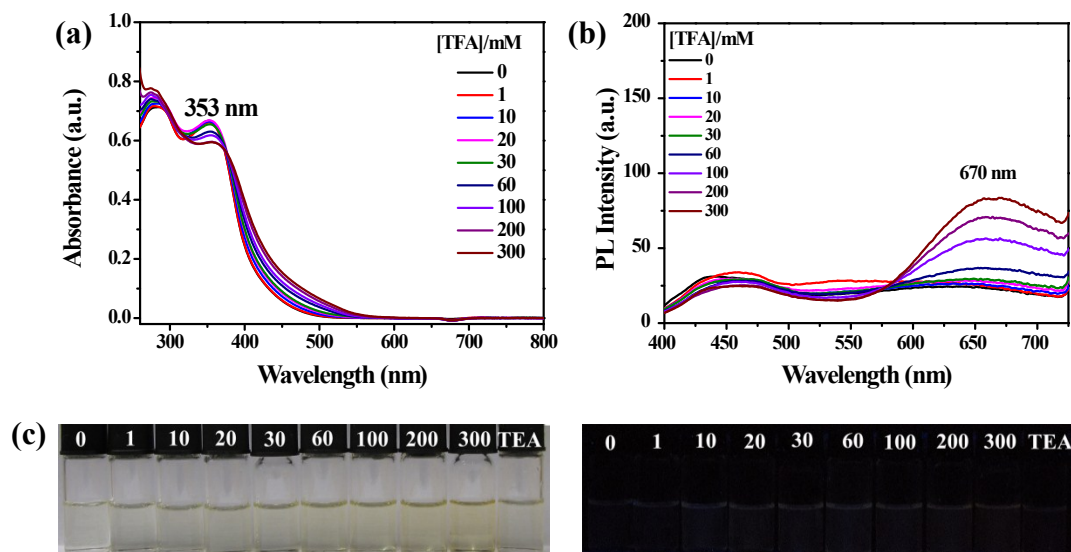 (a)
1.0
0.8
0.6
0.4
0.2
0.0
Absorbance (a.u.)
300 400 500 600 700 800
Wavelength (nm)
353 nm
[TFA]/mM
0
1
10
20
30
60
100
200
300
(b)
200
150
100
50
0
PL Intensity (a.u.)
400 450 500 550 600 650 700
Wavelength (nm)
670 nm
[TFA]/mM
0
1
10
20
30
60
100
200
300
(c)
0 1 10 20 30 60 100 200 300 TEA
0 1 10 20 30 60 100 200 300 TEA